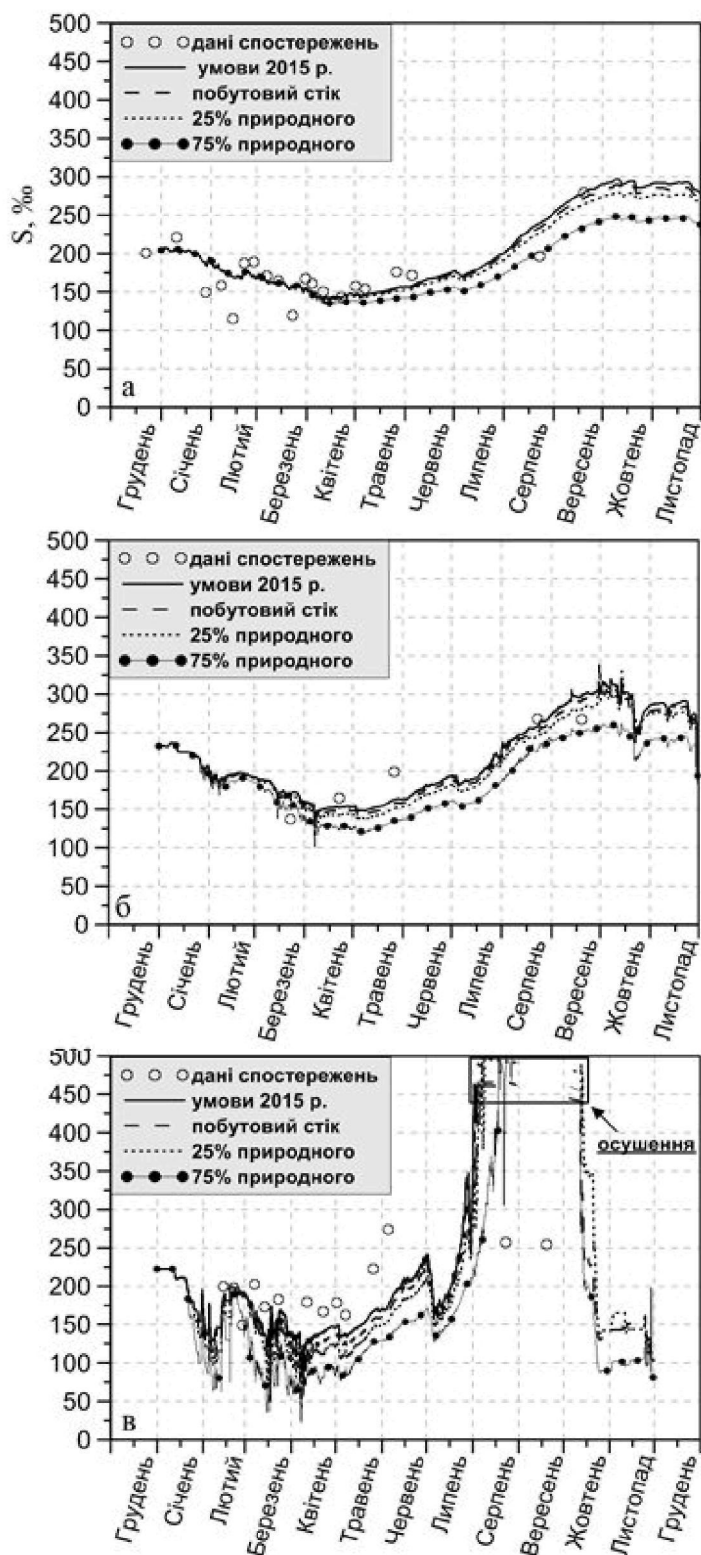 500
450
400
350
300
250
200
150
100
50
0
S, ‰
дані спостережень
умови 2015 р.
побутовий стік
25% природного
75% природного
а
Грудень
Січень
Лютий
Березень
Квітень
Травень
Червень
Липень
Серпень
Вересень
Жовтень
Листопад
500
450
400
350
300
250
200
150
100
50
0
дані спостережень
умови 2015 р.
побутовий стік
25% природного
75% природного
б
Грудень
Січень
Лютий
Березень
Квітень
Травень
Червень
Липень
Серпень
Вересень
Жовтень
Листопад
500
450
400
350
300
250
200
150
100
50
0
дані спостережень
умови 2015 р.
побутовий стік
25% природного
75% природного
осушення
в
Грудень
Січень
Лютий
Березень
Квітень
Травень
Червень
Липень
Серпень
Вересень
Жовтень
Листопад
Грудень